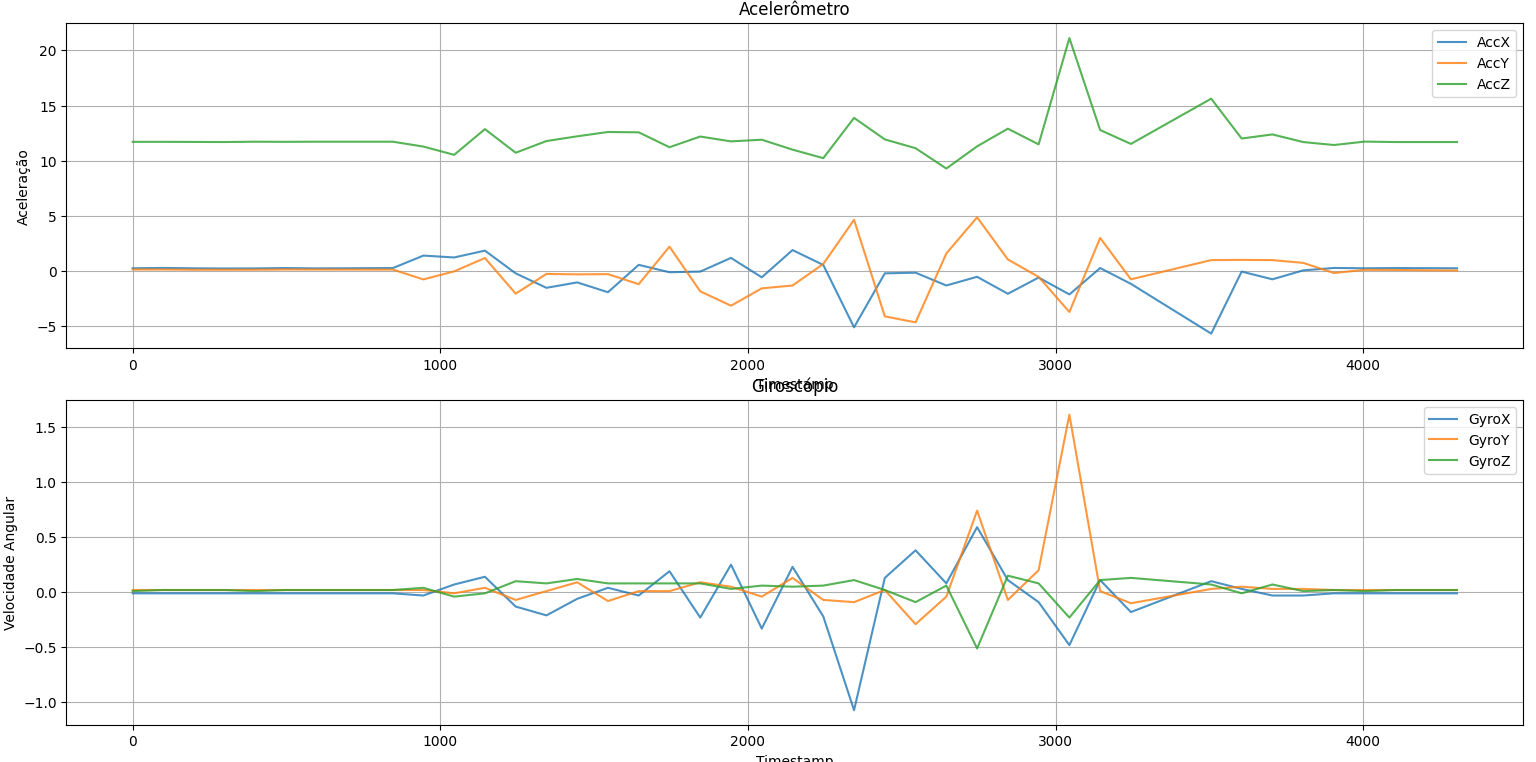 Acelerômetro
20
15
10
5
0
−5
Aceleração
AccX
AccY
AccZ
0 1000 2000 3000 4000
Timestamp
Giroscópio
1.5
1.0
0.5
0.0
−0.5
−1.0
Velocidade Angular
GyroX
GyroY
GyroZ
0 1000 2000 3000 4000
Timestamp